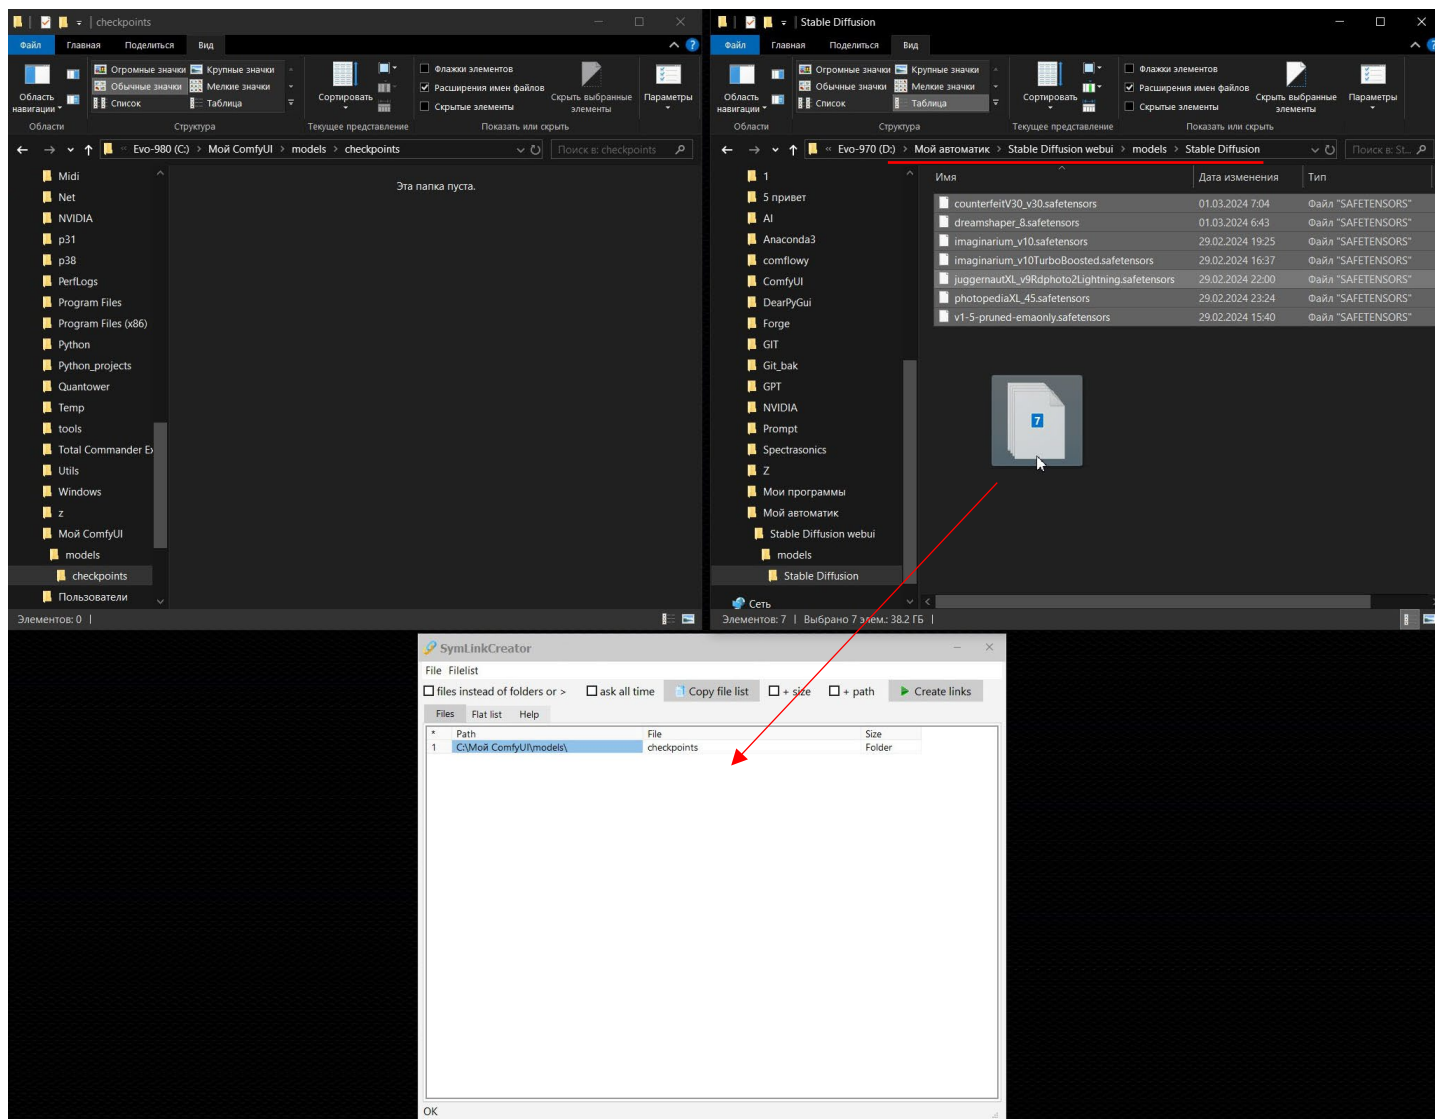 checkpoints
Файл Главная Поделиться Вид
Область навигации
Огромные значки Крупные значки
Обычные значки Мелкие значки
Список Таблица
Сортировать
Флажки элементов
Расширения имен файлов
Скрытые элементы
Скрыть выбранные элементы
Параметры
Области Структура Текущее представление Показать или скрыть
« Evo-980 (C:) › Мой ComfyUI › models › checkpoints
Поиск в: checkpoints
Midi
Net
NVIDIA
p31
p38
PerfLogs
Program Files
Program Files (x86)
Python
Python_projects
Quantower
Temp
tools
Total Commander Ex
Utils
Windows
z
Мой ComfyUI
models
checkpoints
Пользователи
Эта папка пуста.
Элементов: 0
Stable Diffusion
Файл Главная Поделиться Вид
Область навигации
Огромные значки Крупные значки
Обычные значки Мелкие значки
Список Таблица
Сортировать
Флажки элементов
Расширения имен файлов
Скрытые элементы
Скрыть выбранные элементы
Параметры
Области Структура Текущее представление Показать или скрыть
« Evo-970 (D:) › Мой автоматик › Stable Diffusion webui › models › Stable Diffusion
Поиск в: St...
1
5 привет
AI
Anaconda3
comflowy
ComfyUI
DearPyGui
Forge
GIT
Git_bak
GPT
NVIDIA
Prompt
Spectrasonics
Z
Мои программы
Мой автоматик
Stable Diffusion webui
models
Stable Diffusion
Сеть
Имя Дата изменения Тип
counterfeitV30_v30.safetensors 01.03.2024 7:04 Файл "SAFETENSORS"
dreamshaper_8.safetensors 01.03.2024 6:43 Файл "SAFETENSORS"
imaginarium_v10.safetensors 29.02.2024 19:25 Файл "SAFETENSORS"
imaginarium_v10TurboBoosted.safetensors 29.02.2024 16:37 Файл "SAFETENSORS"
juggernautXL_v9Rdphoto2Lightning.safetensors 29.02.2024 22:00 Файл "SAFETENSORS"
photopediaXL_45.safetensors 29.02.2024 23:24 Файл "SAFETENSORS"
v1-5-pruned-emaonly.safetensors 29.02.2024 15:40 Файл "SAFETENSORS"
7
Элементов: 7 Выбрано 7 элем.: 38.2 ГБ
SymLinkCreator
File Filelist
files instead of folders or > ask all time Copy file list + size + path Create links
Files Flat list Help
* Path File Size
1 C:\Мой ComfyUI\models\ checkpoints Folder
OK